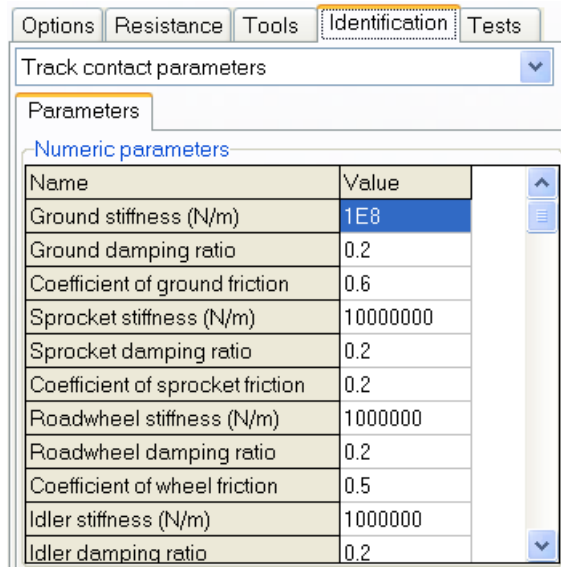 Options Resistance Tools Identification Tests
Track contact parameters
Parameters
Numeric parameters
Name Value
Ground stiffness (N/m) 1E8
Ground damping ratio 0.2
Coefficient of ground friction 0.6
Sprocket stiffness (N/m) 10000000
Sprocket damping ratio 0.2
Coefficient of sprocket friction 0.2
Roadwheel stiffness (N/m) 1000000
Roadwheel damping ratio 0.2
Coefficient of wheel friction 0.5
Idler stiffness (N/m) 1000000
Idler damping ratio 0.2